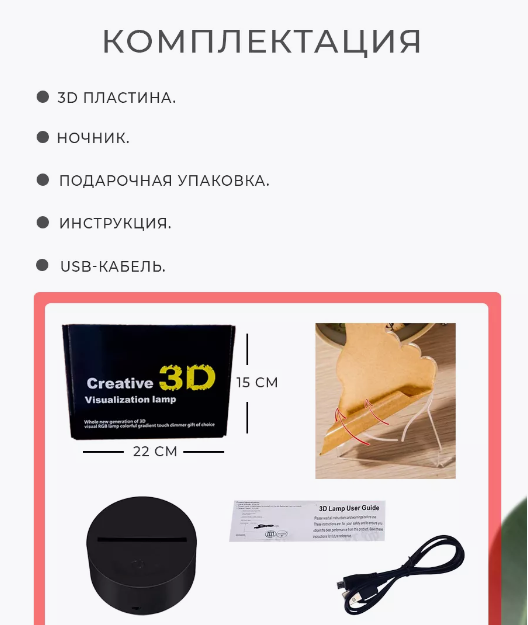 КОМПЛЕКТАЦИЯ
3D ПЛАСТИНА.
НОЧНИК.
ПОДАРОЧНАЯ УПАКОВКА.
ИНСТРУКЦИЯ.
USB-КАБЕЛЬ.
Creative 3D
Visualization lamp
Whole new generation of 3D
visual RGB lamp colorful gradient touch dimmer gift of choice
15 СМ
22 СМ
3D Lamp User Guide